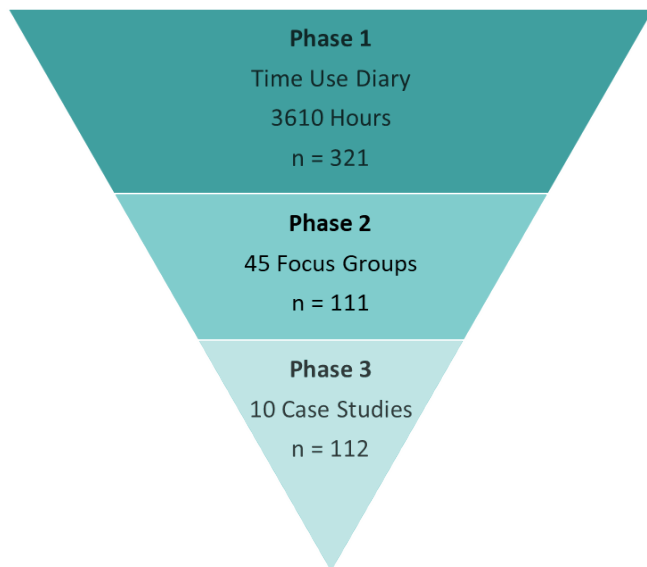 Phase 1
Time Use Diary
3610 Hours
n = 321
Phase 2
45 Focus Groups
n = 111
Phase 3
10 Case Studies
n = 112